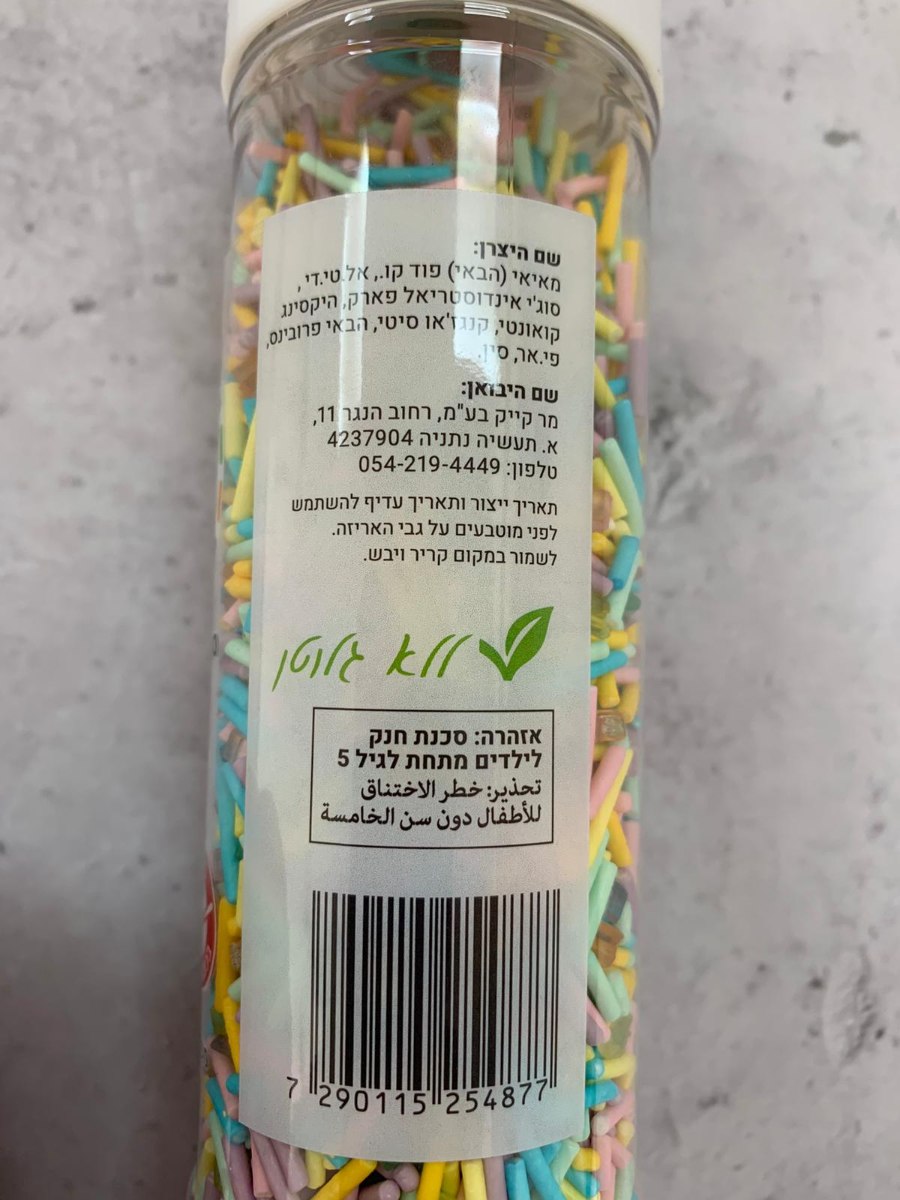 שם היצרן:
מאיאי (הבאי) פוד קו., אל.טי.די,
סוג'י אינדוסטריאל פארק, היקסינג
קואונטי, קנגז'או סיטי, הבאי פרובינס,
פי.אר, סין.
שם היבואן:
מר קייק בע"מ, רחוב הנגר 11,
א. תעשיה נתניה 4237904
טלפון: 054-219-4449
תאריך ייצור ותאריך עדיף להשתמש
לפני מוטבעים על גבי האריזה.
לשמור במקום קריר ויבש.
ללא גלוטן
אזהרה: סכנת חנק
לילדים מתחת לגיל 5
تحذير: خطر الاختناق
للأطفال دون سن الخامسة
7 290115 254877